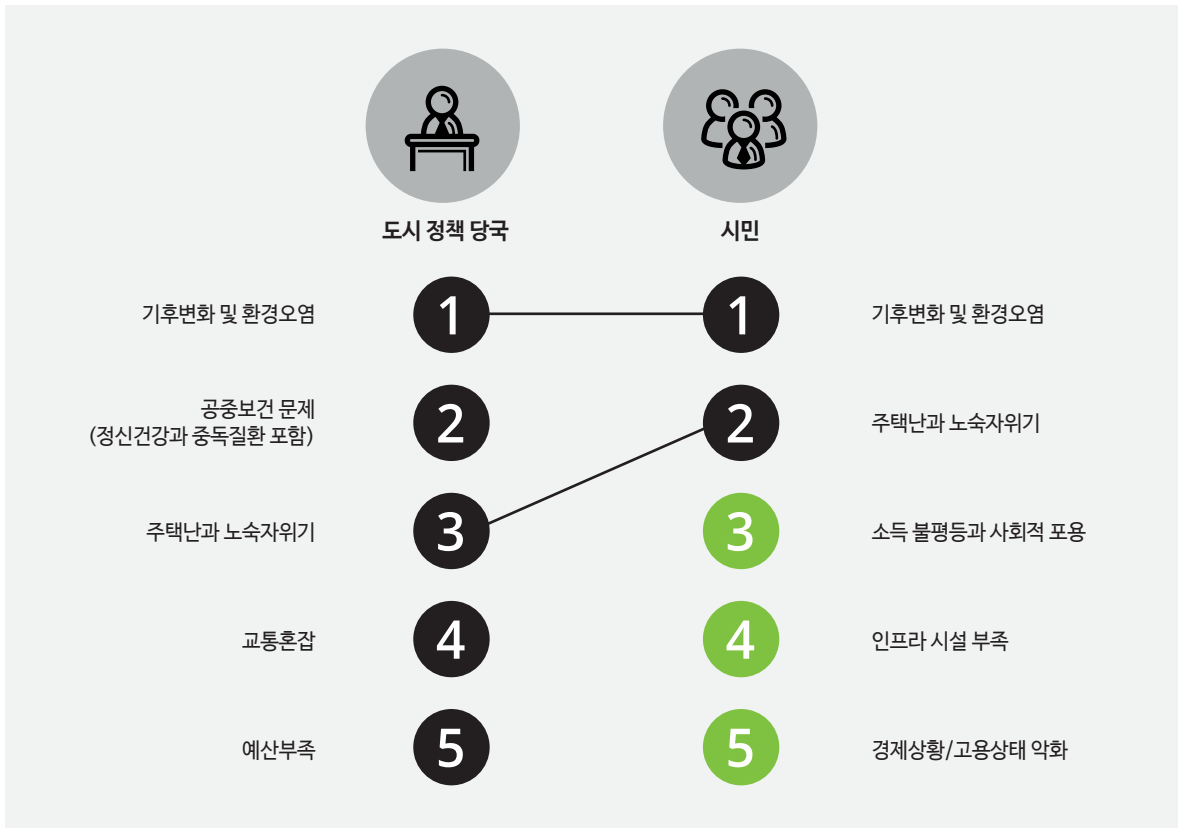 도시 정책 당국
시민
기후변화 및 환경오염
1
1
기후변화 및 환경오염
공중보건 문제
(정신건강과 중독질환 포함)
2
2
주택난과 노숙자위기
주택난과 노숙자위기
3
3
소득 불평등과 사회적 포용
교통혼잡
4
4
인프라 시설 부족
예산부족
5
5
경제상황/고용상태 악화